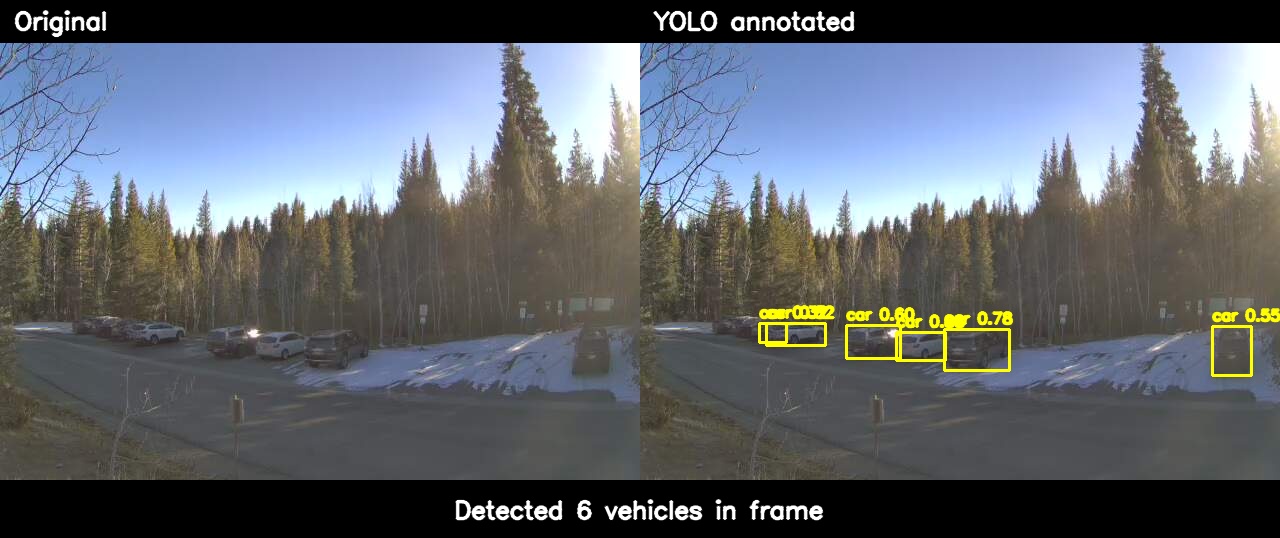 Original
YOLO annotated
car 0.60
car 0.78
car 0.55
Detected 6 vehicles in frame